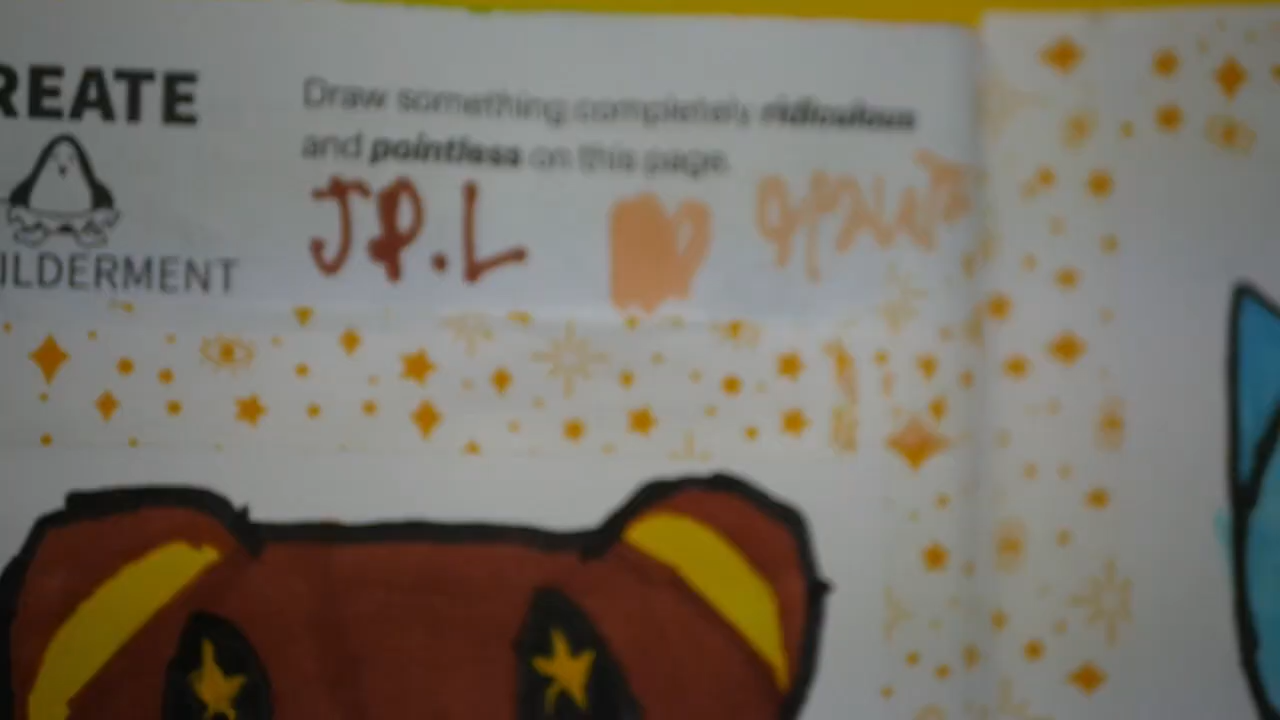 REATE
ILDERMENT
Draw something completely ridiculous
and pointless on this page.
JP.L